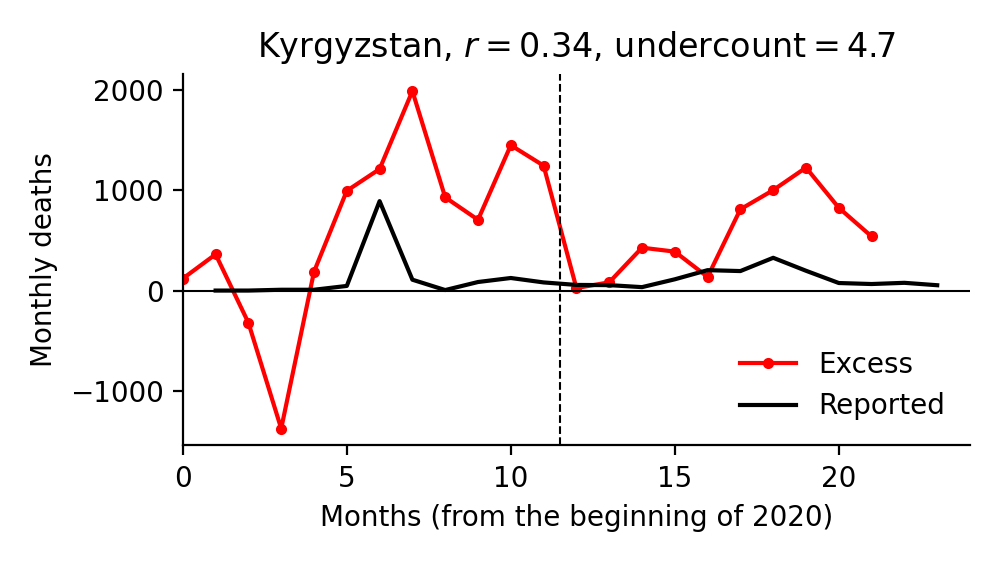 Kyrgyzstan, r = 0.34, undercount = 4.7
Monthly deaths
2000
1000
0
−1000
Excess
Reported
0 5 10 15 20
Months (from the beginning of 2020)